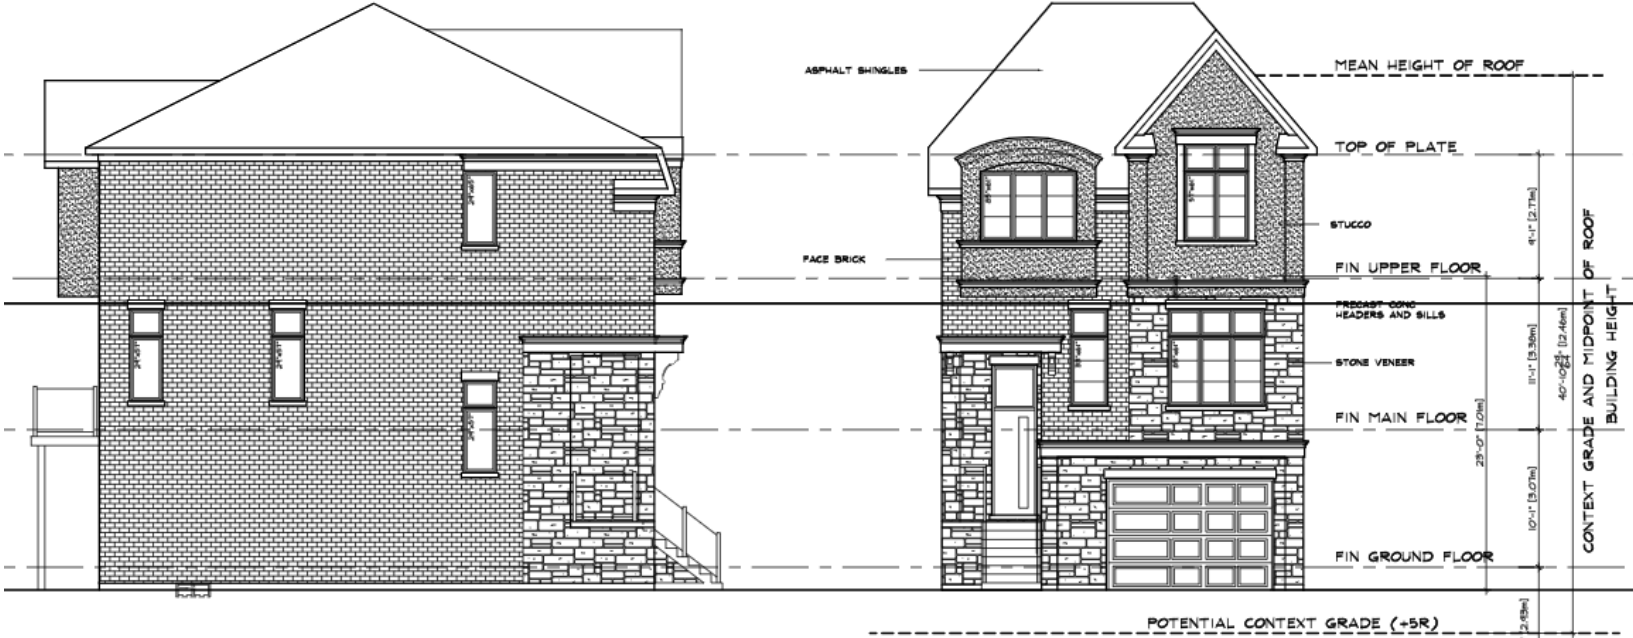 ASPHALT SHINGLES
MEAN HEIGHT OF ROOF
TOP OF PLATE
9'-1" [2.77m]
STUCCO
FACE BRICK
FIN UPPER FLOOR
PRECAST CONC
HEADERS AND SILLS
11'-1" [3.38m]
STONE VENEER
FIN MAIN FLOOR
23'-0" [7.01m]
10'-1" [3.07m]
FIN GROUND FLOOR
[12.46m]
CONTEXT GRADE AND MIDPOINT OF ROOF
BUILDING HEIGHT
POTENTIAL CONTEXT GRADE (+5R)